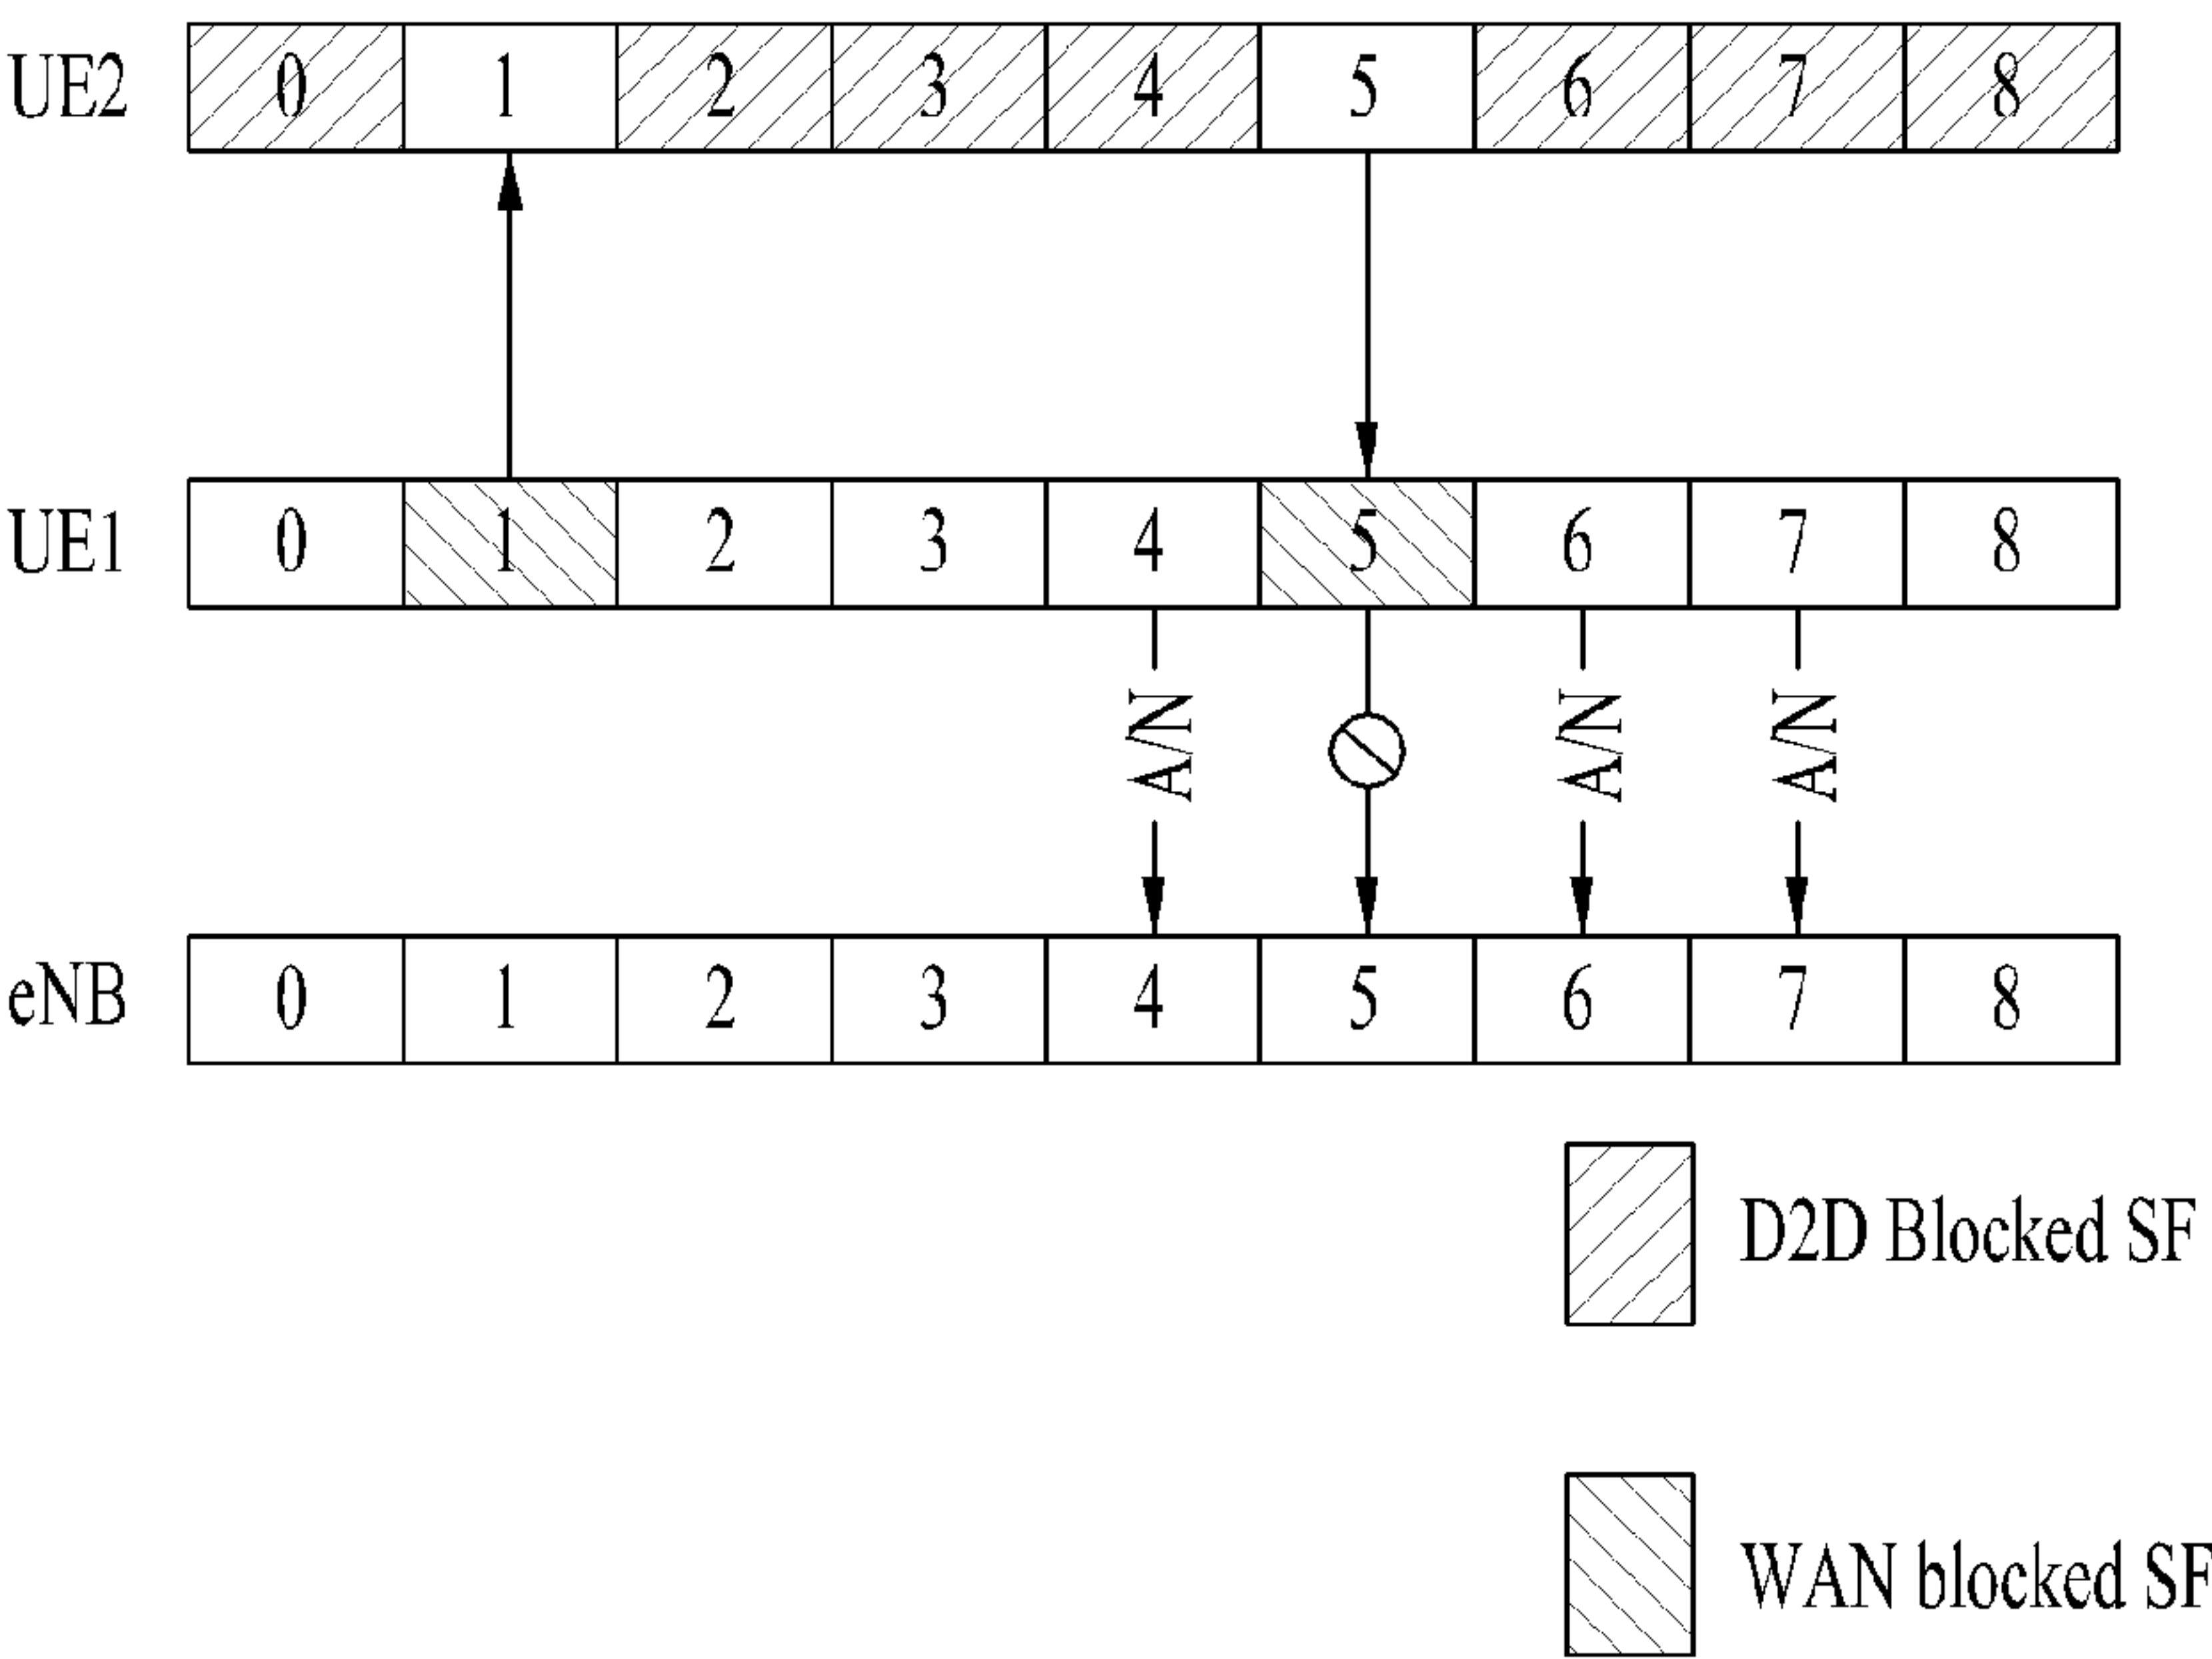 UE2 0 1 2 3 4 5 6 7 8
UE1 0 1 2 3 4 5 6 7 8
A/N A/N A/N
eNB 0 1 2 3 4 5 6 7 8
D2D Blocked SF
WAN blocked SF